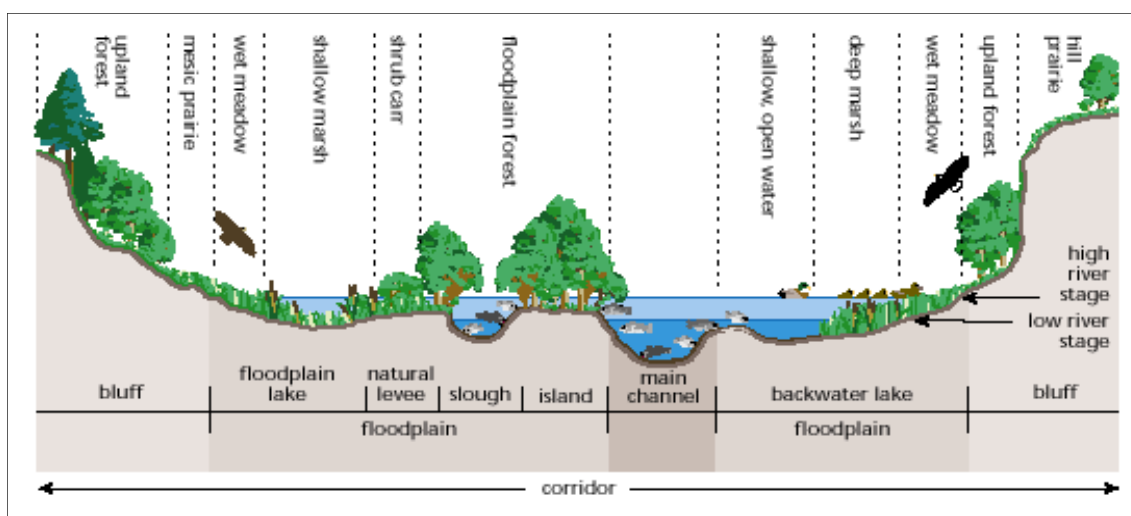 upland
forest
mesic prairie
wet meadow
shallow marsh
shrub carr
floodplain forest
shallow, open water
deep marsh
wet meadow
upland forest
hill
prairie
high
river
stage
low river
stage
bluff
floodplain
lake
natural
levee
slough
island
main
channel
backwater lake
bluff
floodplain
floodplain
corridor